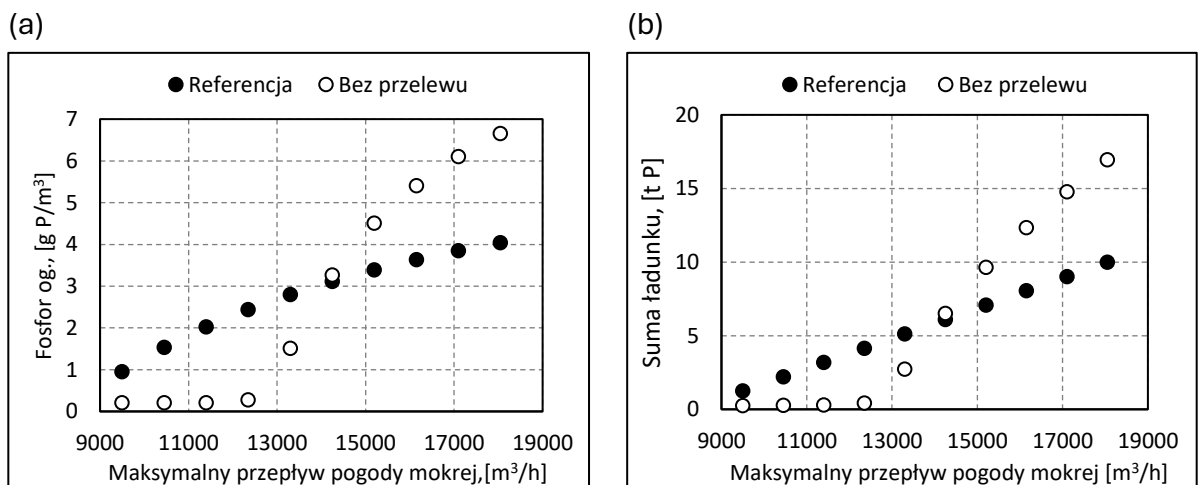 (a)
● Referencja ○ Bez przelewu
Fosfor og., [g P/m³]
7
6
5
4
3
2
1
0
9000 11000 13000 15000 17000 19000
Maksymalny przepływ pogody mokrej,[m³/h]
(b)
● Referencja ○ Bez przelewu
Suma ładunku, [t P]
20
15
10
5
0
9000 11000 13000 15000 17000 19000
Maksymalny przepływ pogody mokrej [m³/h]